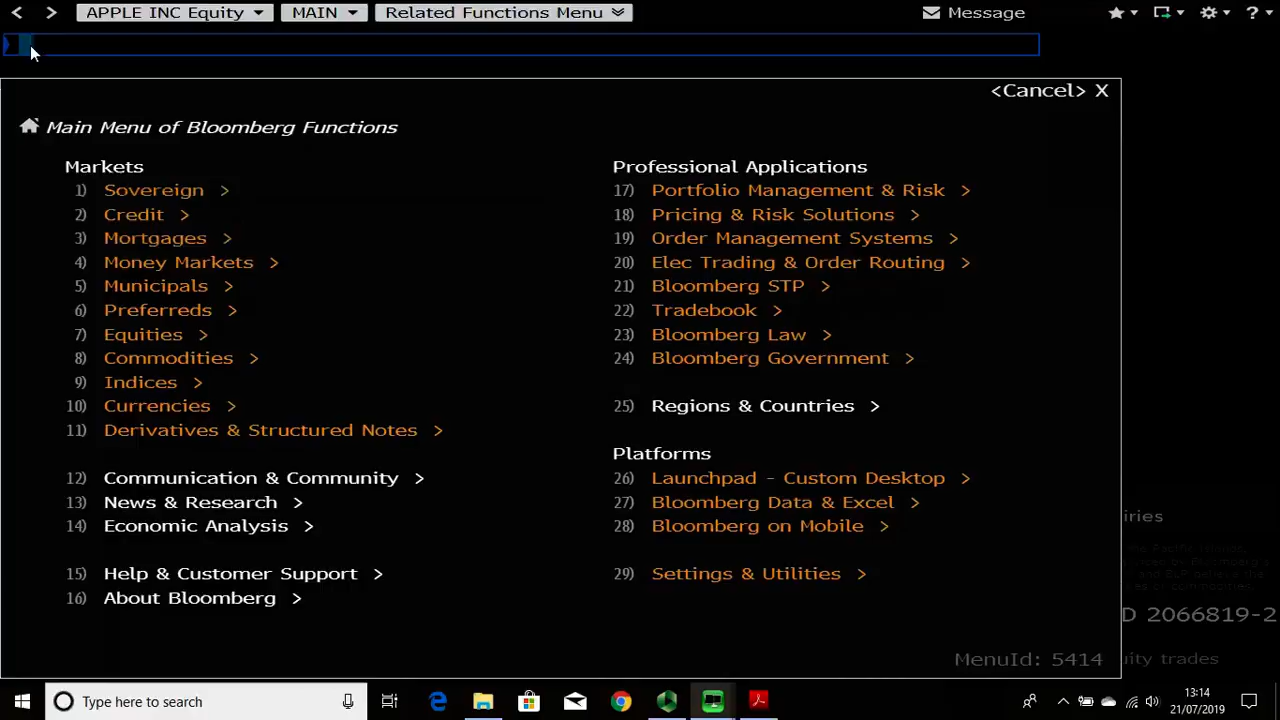 APPLE INC Equity
MAIN
Related Functions Menu
Message
<Cancel> X
Main Menu of Bloomberg Functions
Markets
1) Sovereign >
2) Credit >
3) Mortgages >
4) Money Markets >
5) Municipals >
6) Preferreds >
7) Equities >
8) Commodities >
9) Indices >
10) Currencies >
11) Derivatives & Structured Notes >
12) Communication & Community >
13) News & Research >
14) Economic Analysis >
15) Help & Customer Support >
16) About Bloomberg >
Professional Applications
17) Portfolio Management & Risk >
18) Pricing & Risk Solutions >
19) Order Management Systems >
20) Elec Trading & Order Routing >
21) Bloomberg STP >
22) Tradebook >
23) Bloomberg Law >
24) Bloomberg Government >
25) Regions & Countries >
Platforms
26) Launchpad - Custom Desktop >
27) Bloomberg Data & Excel >
28) Bloomberg on Mobile >
29) Settings & Utilities >
MenuId: 5414
iries
D 2066819-2
uity trades
Type here to search
13:14
21/07/2019